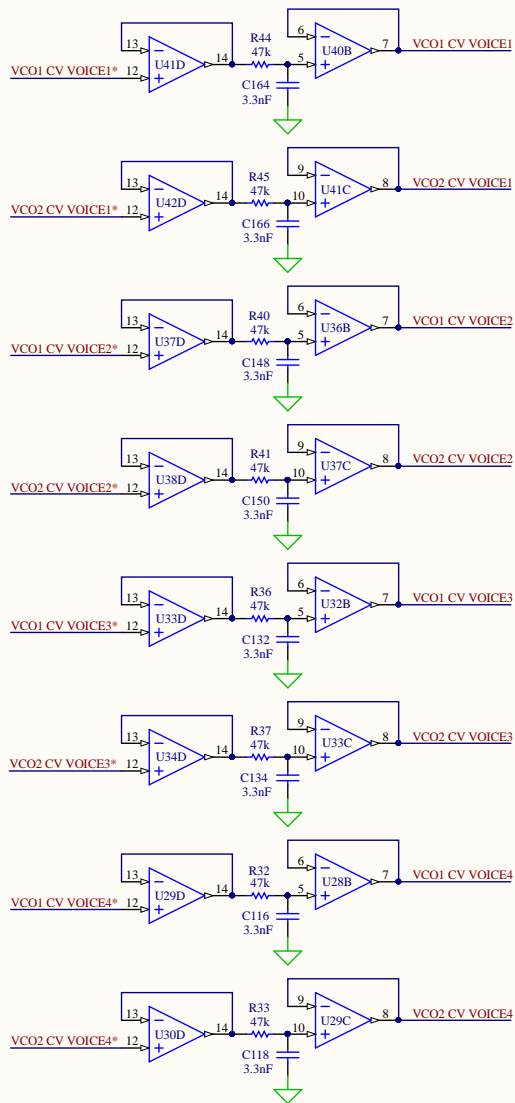 13
6
R44
47k
U41D
14
5
U40B
7
VCO1 CV VOICE1
VCO1 CV VOICE1*
12
C164
3.3nF
13
9
R45
47k
U42D
14
10
U41C
8
VCO2 CV VOICE1
VCO2 CV VOICE1*
12
C166
3.3nF
13
6
R40
47k
U37D
14
5
U36B
7
VCO1 CV VOICE2
VCO1 CV VOICE2*
12
C148
3.3nF
13
9
R41
47k
U38D
14
10
U37C
8
VCO2 CV VOICE2
VCO2 CV VOICE2*
12
C150
3.3nF
13
6
R36
47k
U33D
14
5
U32B
7
VCO1 CV VOICE3
VCO1 CV VOICE3*
12
C132
3.3nF
13
9
R37
47k
U34D
14
10
U33C
8
VCO2 CV VOICE3
VCO2 CV VOICE3*
12
C134
3.3nF
13
6
R32
47k
U29D
14
5
U28B
7
VCO1 CV VOICE4
VCO1 CV VOICE4*
12
C116
3.3nF
13
9
R33
47k
U30D
14
10
U29C
8
VCO2 CV VOICE4
VCO2 CV VOICE4*
12
C118
3.3nF